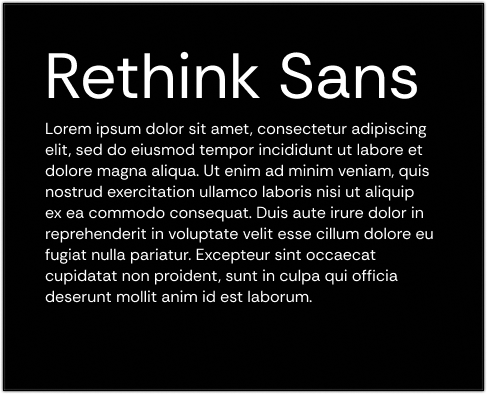 Rethink Sans
Lorem ipsum dolor sit amet, consectetur adipiscing
elit, sed do eiusmod tempor incididunt ut labore et
dolore magna aliqua. Ut enim ad minim veniam, quis
nostrud exercitation ullamco laboris nisi ut aliquip
ex ea commodo consequat. Duis aute irure dolor in
reprehenderit in voluptate velit esse cillum dolore eu
fugiat nulla pariatur. Excepteur sint occaecat
cupidatat non proident, sunt in culpa qui officia
deserunt mollit anim id est laborum.